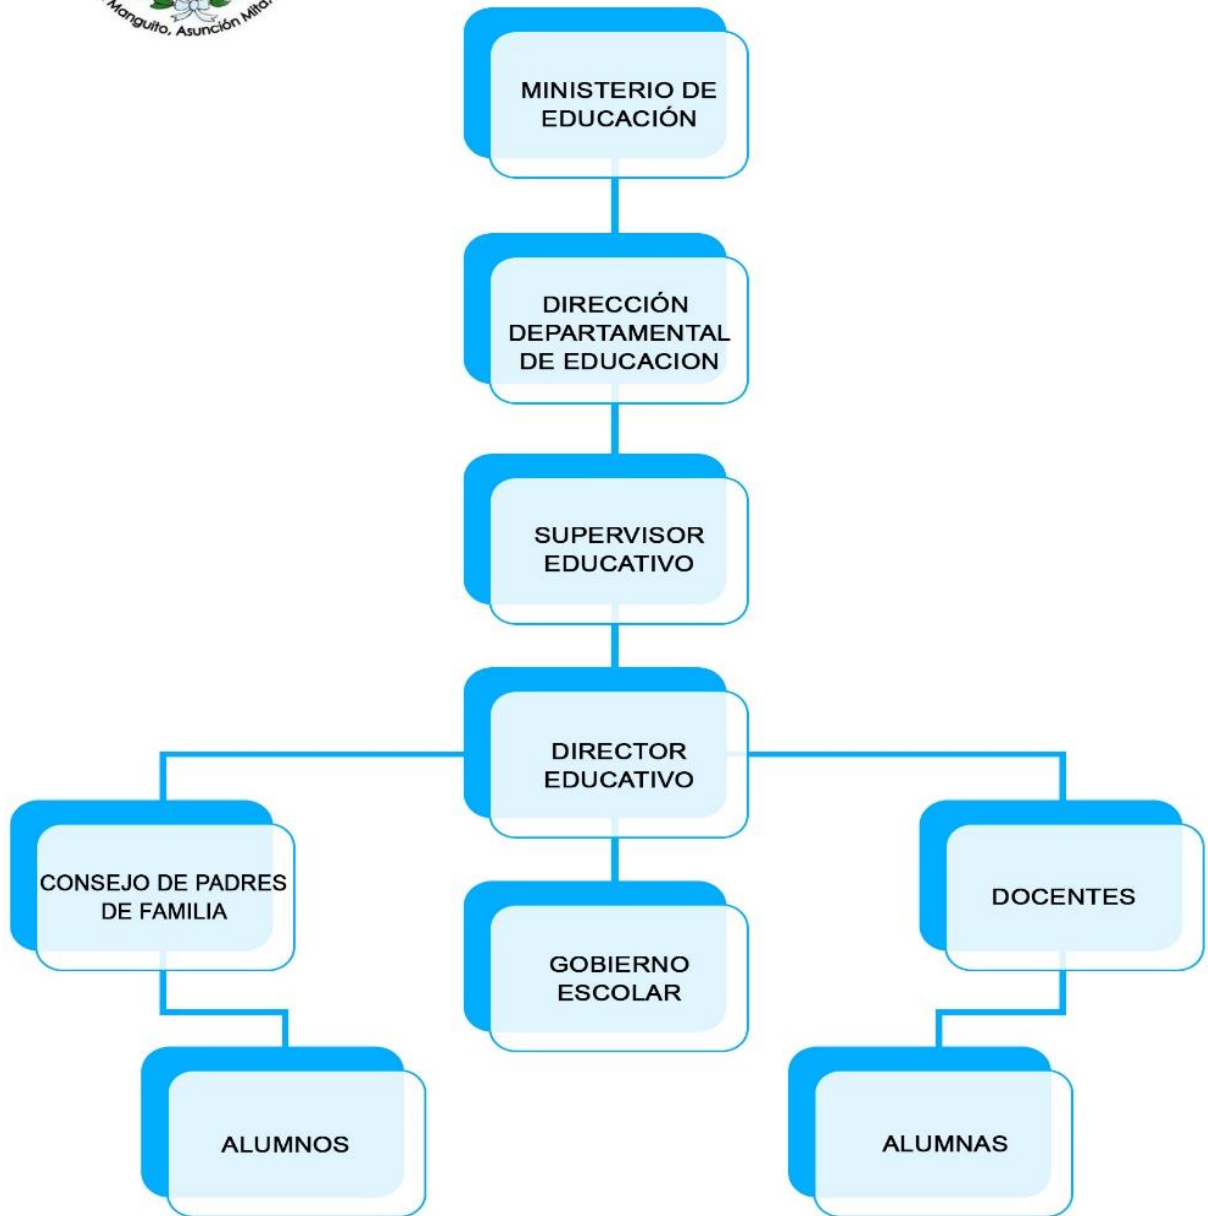 Manguito, Asunción Mita,
MINISTERIO DE
EDUCACIÓN
DIRECCIÓN
DEPARTAMENTAL
DE EDUCACION
SUPERVISOR
EDUCATIVO
DIRECTOR
EDUCATIVO
CONSEJO DE PADRES
DE FAMILIA
DOCENTES
GOBIERNO
ESCOLAR
ALUMNOS
ALUMNAS